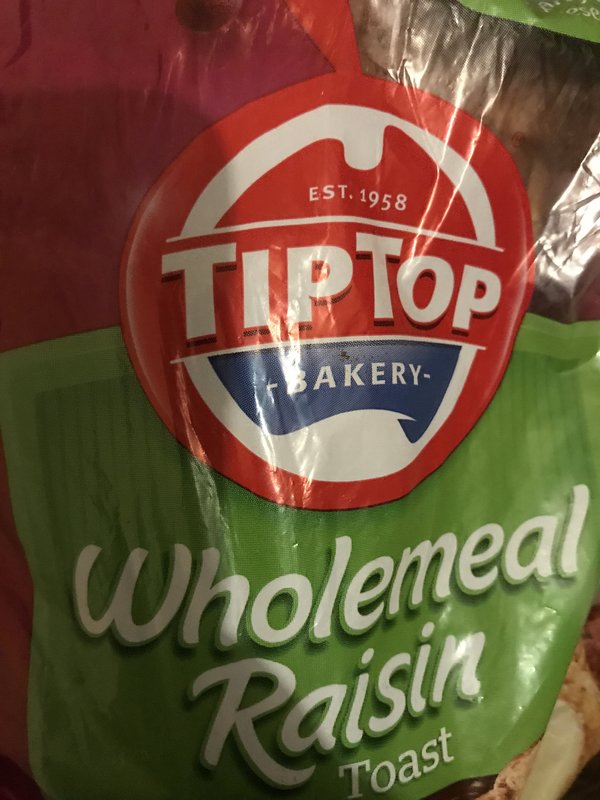 EST. 1958
TIPTOP
-BAKERY-
Wholemeal
Raisin
Toast